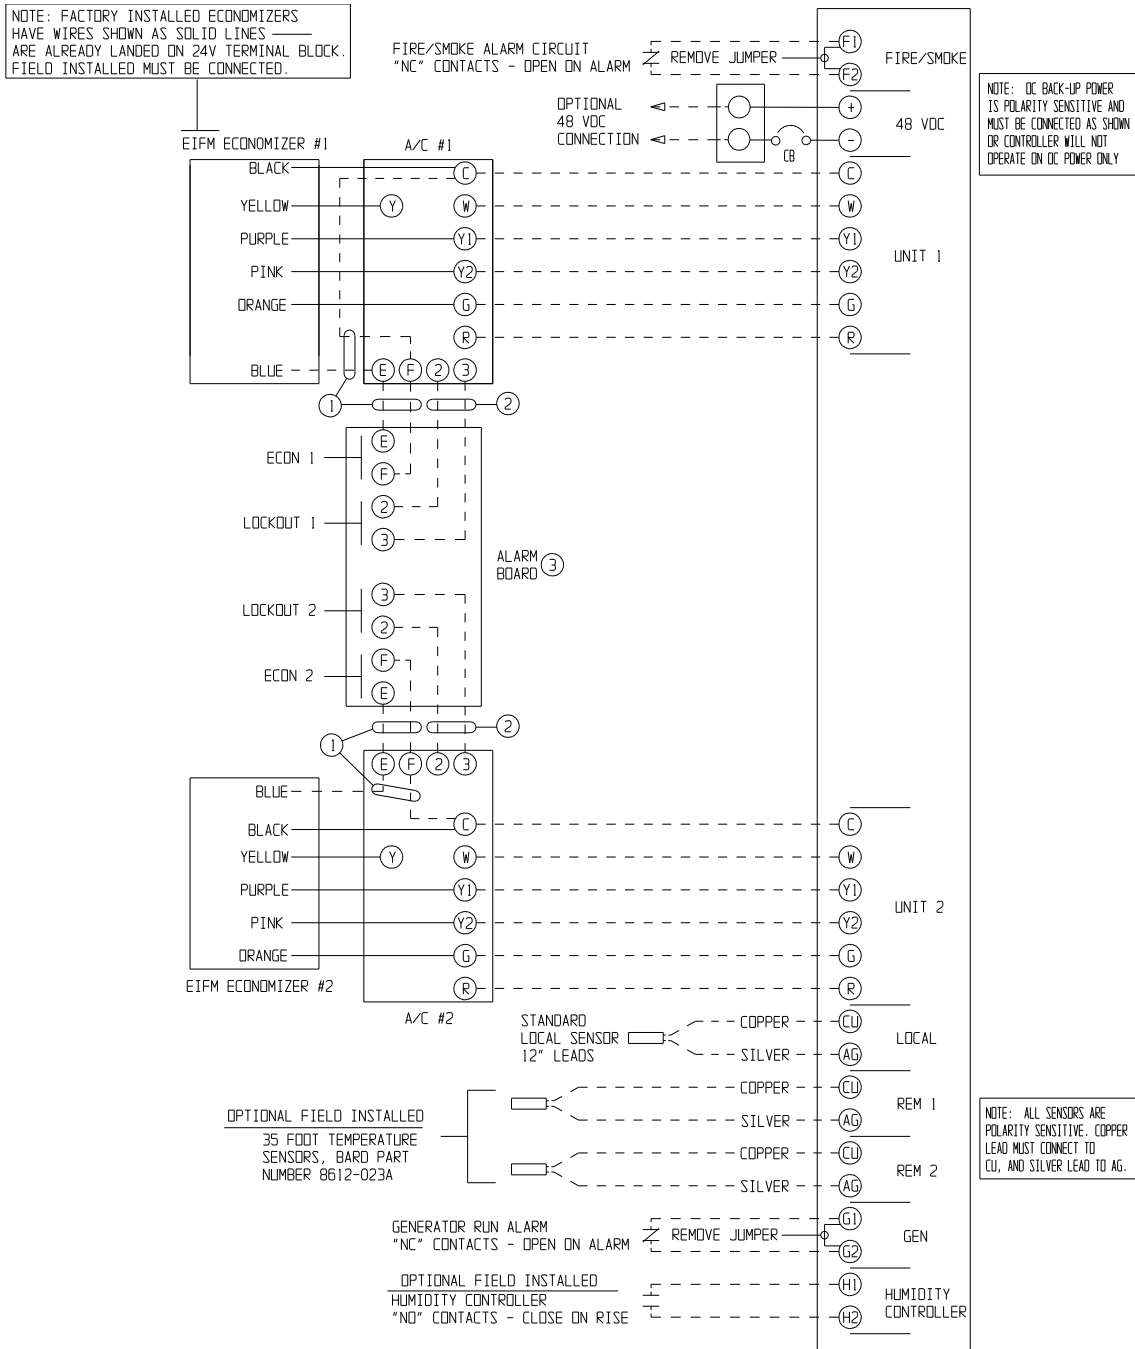 NOTE: FACTORY INSTALLED ECONOMIZERS
HAVE WIRES SHOWN AS SOLID LINES
ARE ALREADY LANDED ON 24V TERMINAL BLOCK.
FIELD INSTALLED MUST BE CONNECTED.
FIRE/SMOKE ALARM CIRCUIT
"NC" CONTACTS - OPEN ON ALARM
REMOVE JUMPER
F1
F2
FIRE/SMOKE
OPTIONAL
48 VDC
CONNECTION
CB
+
-
48 VDC
NOTE: DC BACK-UP POWER
IS POLARITY SENSITIVE AND
MUST BE CONNECTED AS SHOWN
OR CONTROLLER WILL NOT
OPERATE ON DC POWER ONLY
EIFM ECONOMIZER #1
A/C #1
BLACK
C
C
YELLOW
Y
W
W
PURPLE
Y1
Y1
UNIT 1
PINK
Y2
Y2
ORANGE
G
G
R
R
BLUE
E
F
2
3
1
2
ECON 1
E
F
LOCKOUT 1
2
3
ALARM
BOARD
3
LOCKOUT 2
3
2
ECON 2
F
E
1
2
E
F
2
3
BLUE
BLACK
C
C
YELLOW
Y
W
W
PURPLE
Y1
Y1
UNIT 2
PINK
Y2
Y2
ORANGE
G
G
EIFM ECONOMIZER #2
R
R
A/C #2
STANDARD
LOCAL SENSOR
12" LEADS
COPPER
CU
SILVER
AG
LOCAL
OPTIONAL FIELD INSTALLED
35 FOOT TEMPERATURE
SENSORS, BARD PART
NUMBER 8612-023A
COPPER
CU
SILVER
AG
REM 1
COPPER
CU
SILVER
AG
REM 2
NOTE: ALL SENSORS ARE
POLARITY SENSITIVE. COPPER
LEAD MUST CONNECT TO
CU, AND SILVER LEAD TO AG.
GENERATOR RUN ALARM
"NC" CONTACTS - OPEN ON ALARM
REMOVE JUMPER
G1
G2
GEN
OPTIONAL FIELD INSTALLED
HUMIDITY CONTROLLER
"NO" CONTACTS - CLOSE ON RISE
H1
H2
HUMIDITY
CONTROLLER